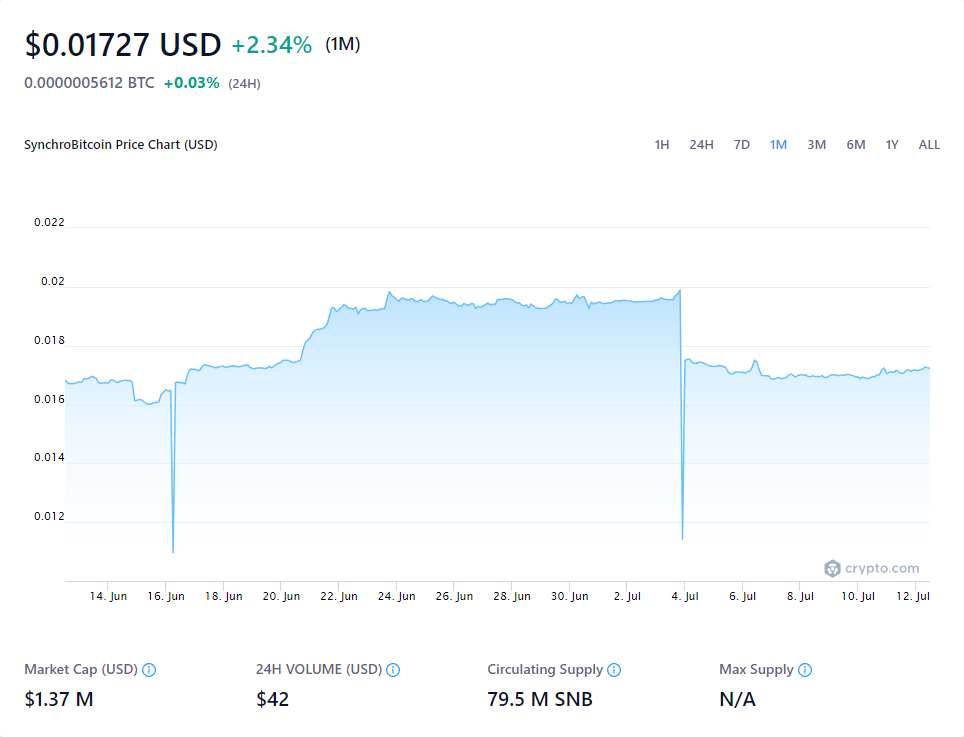 $0.01727 USD +2.34% (1M)
0.0000005612 BTC +0.03% (24H)
SynchroBitcoin Price Chart (USD) 1H 24H 7D 1M 3M 6M 1Y ALL
0.022
0.02
0.018
0.016
0.014
0.012
crypto.com
14. Jun 16. Jun 18. Jun 20. Jun 22. Jun 24. Jun 26. Jun 28. Jun 30. Jun 2. Jul 4. Jul 6. Jul 8. Jul 10. Jul 12. Jul
Market Cap (USD) 24H VOLUME (USD) Circulating Supply Max Supply
$1.37 M $42 79.5 M SNB N/A